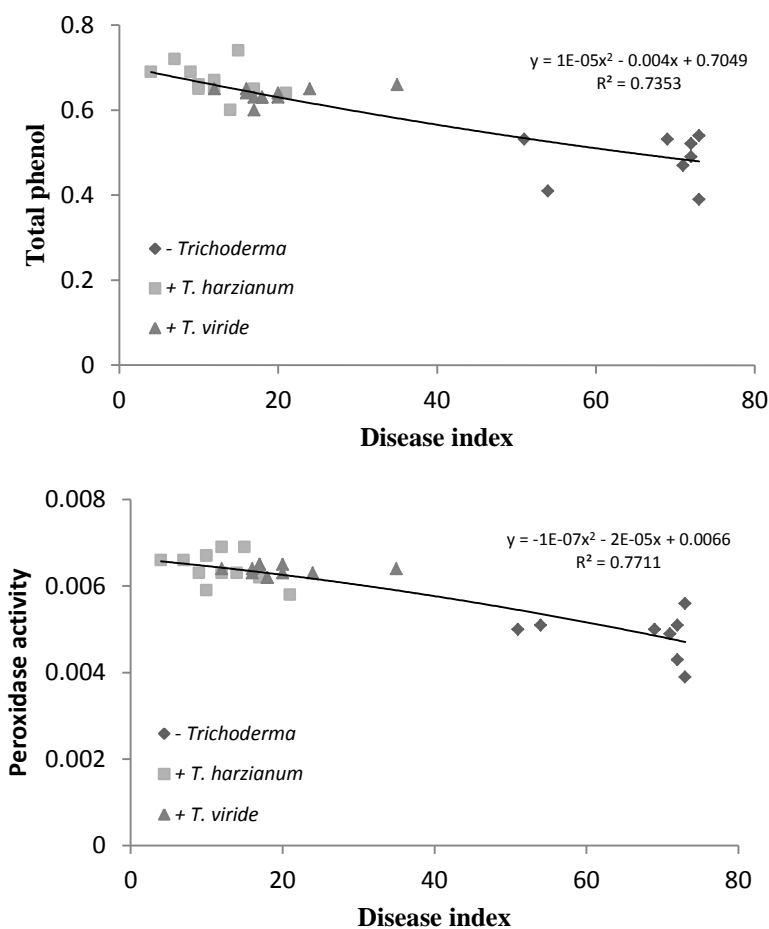 0.8
y = 1E-05x² - 0.004x + 0.7049
R² = 0.7353
0.6
Total phenol
0.4
- Trichoderma
0.2
+ T. harzianum
+ T. viride
0
0 20 40 60 80
Disease index
0.008
y = -1E-07x² - 2E-05x + 0.0066
R² = 0.7711
0.006
Peroxidase activity
0.004
- Trichoderma
0.002
+ T. harzianum
+ T. viride
0
0 20 40 60 80
Disease index